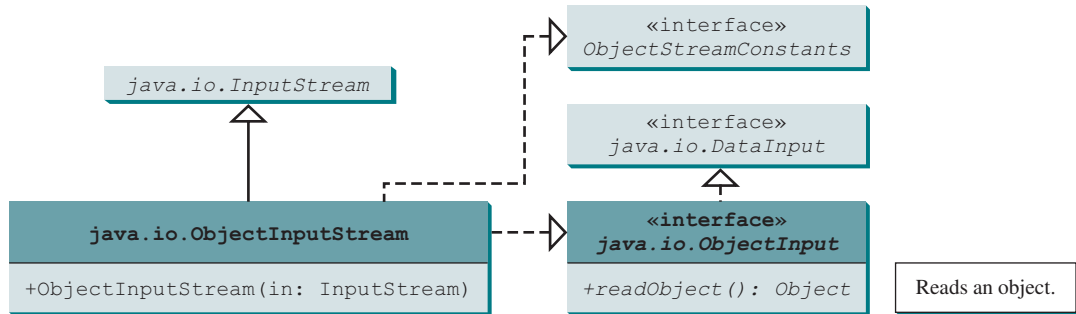 «interface»
ObjectStreamConstants
java.io.InputStream
«interface»
java.io.DataInput
java.io.ObjectInputStream
+ObjectInputStream(in: InputStream)
«interface»
java.io.ObjectInput
+readObject(): Object
Reads an object.